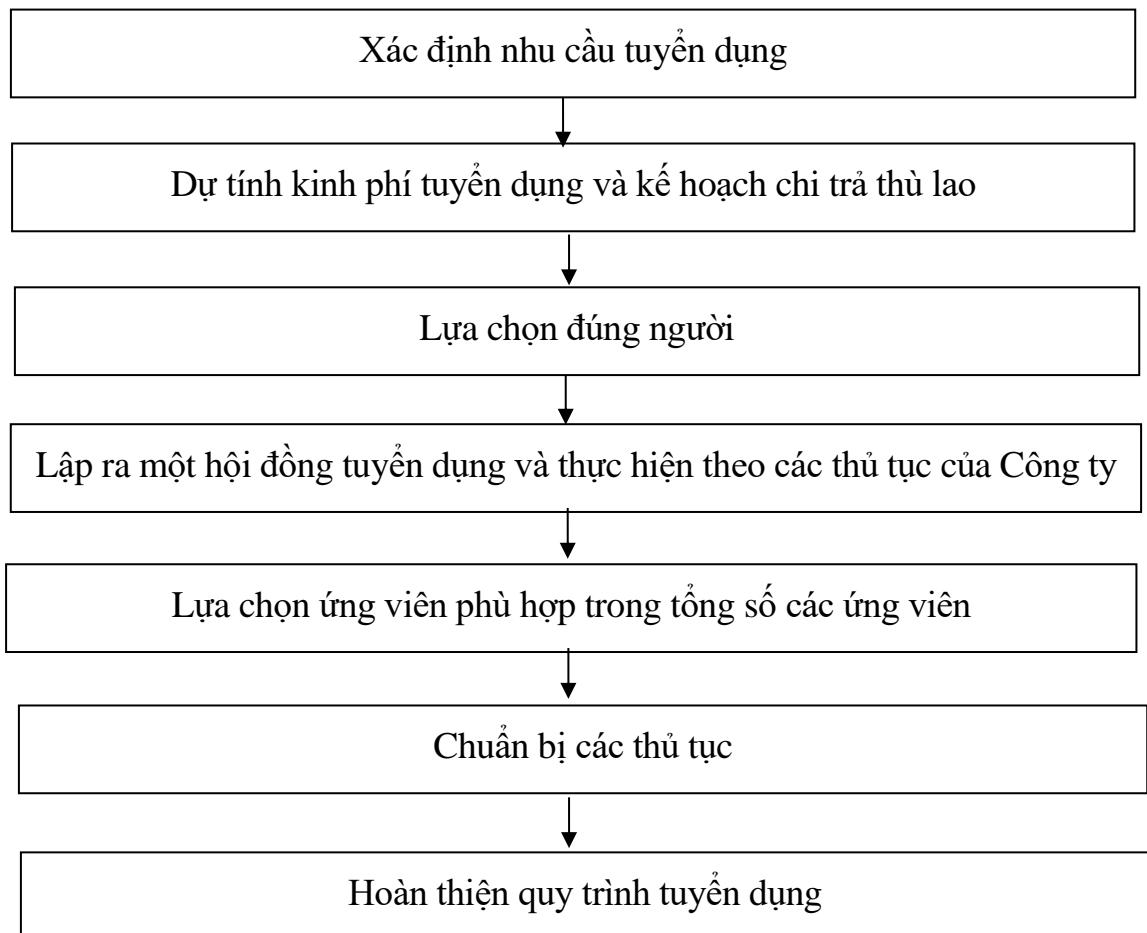 Xác định nhu cầu tuyển dụng
Dự tính kinh phí tuyển dụng và kế hoạch chi trả thù lao
Lựa chọn đúng người
Lập ra một hội đồng tuyển dụng và thực hiện theo các thủ tục của Công ty
Lựa chọn ứng viên phù hợp trong tổng số các ứng viên
Chuẩn bị các thủ tục
Hoàn thiện quy trình tuyển dụng